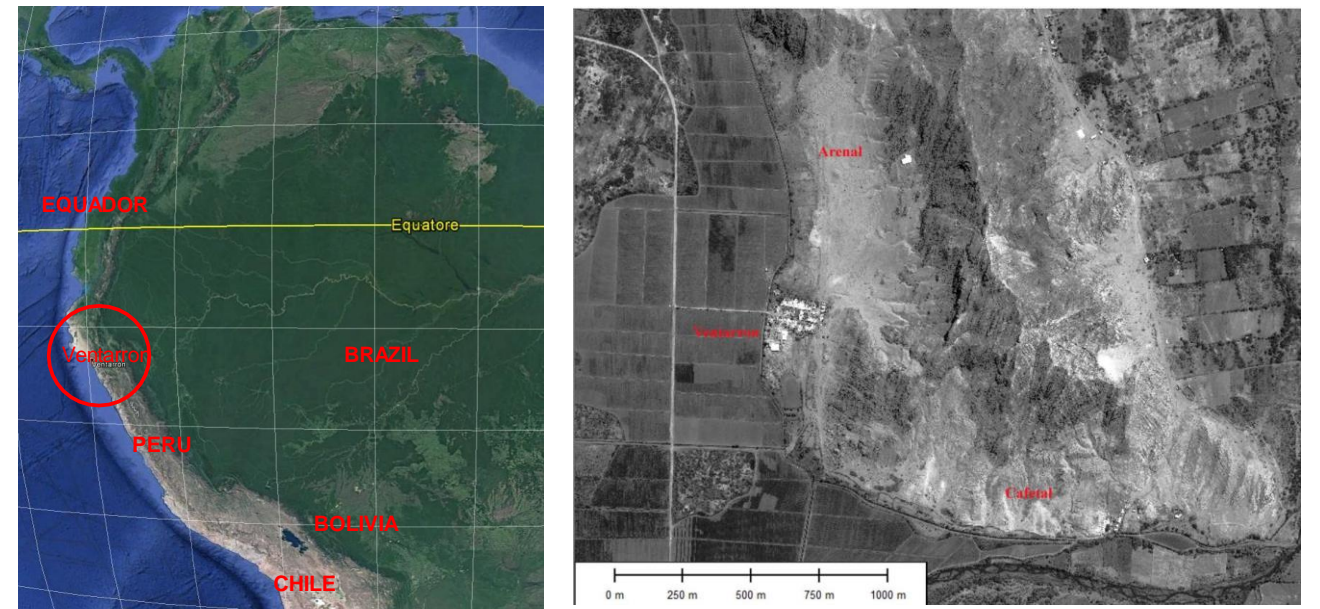 EQUADOR
Equatore
Ventarron
Ventarron
BRAZIL
PERU
BOLIVIA
CHILE
Arenal
Ventarron
Cafetal
0 m 250 m 500 m 750 m 1000 m